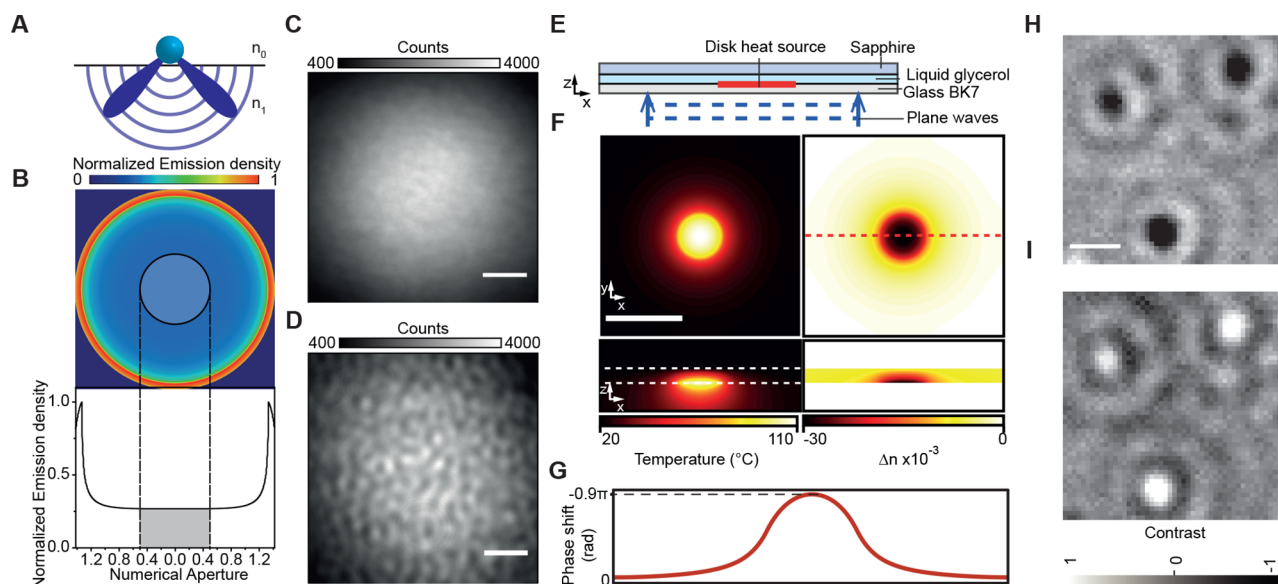 A
n0
n1
B
Normalized Emission density
0
1
Normalized Emission density
1.0
0.5
0.0
1.2 0.8 0.4 0.0 0.4 0.8 1.2
Numerical Aperture
C
Counts
400
4000
D
Counts
400
4000
E
Disk heat source
Sapphire
Liquid glycerol
Glass BK7
Plane waves
z
x
F
y
x
z
x
20
110
Temperature (°C)
-30
0
Δn x10-3
G
-0.9π
Phase shift
(rad)
0
H
I
Contrast
1
0
-1